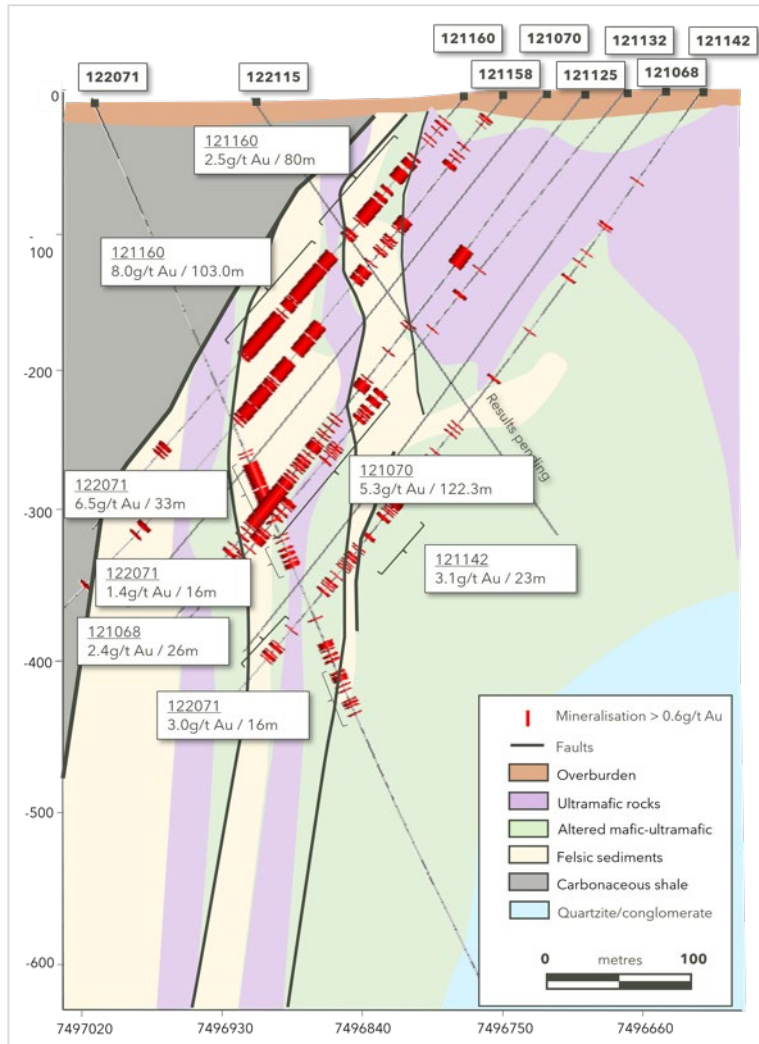 121160
121070
121132
121142
122071
122115
121158
121125
121068
0
121160
2.5g/t Au / 80m
-
100
121160
8.0g/t Au / 103.0m
-200
Results pending
122071
6.5g/t Au / 33m
121070
5.3g/t Au / 122.3m
-300
121142
3.1g/t Au / 23m
122071
1.4g/t Au / 16m
121068
2.4g/t Au / 26m
-400
122071
3.0g/t Au / 16m
Mineralisation > 0.6g/t Au
Faults
Overburden
Ultramafic rocks
Altered mafic-ultramafic
Felsic sediments
Carbonaceous shale
Quartzite/conglomerate
0 metres 100
-500
-600
7497020 7496930 7496840 7496750 7496660